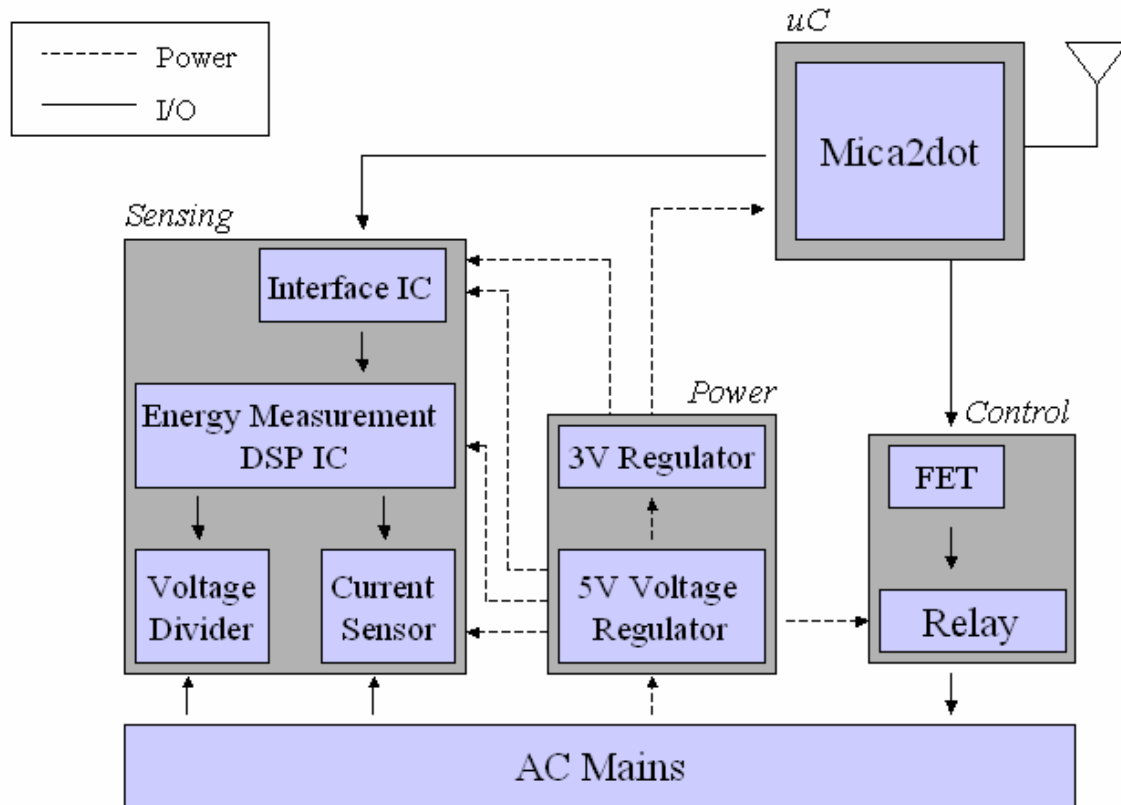 Power
I/O
uC
Mica2dot
Sensing
Interface IC
Energy Measurement
DSP IC
Voltage
Divider
Current
Sensor
Power
3V Regulator
5V Voltage
Regulator
Control
FET
Relay
AC Mains